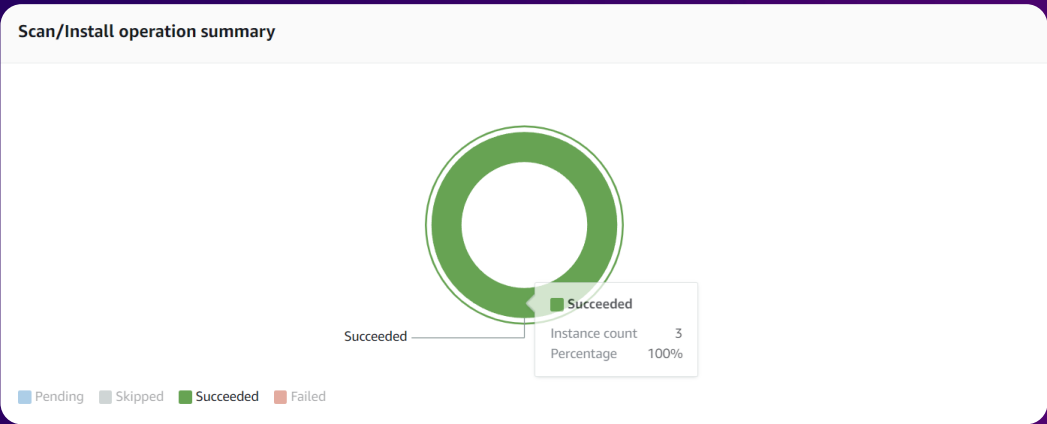 Scan/Install operation summary
Succeeded
Instance count 3
Percentage 100%
Succeeded
Pending Skipped Succeeded Failed